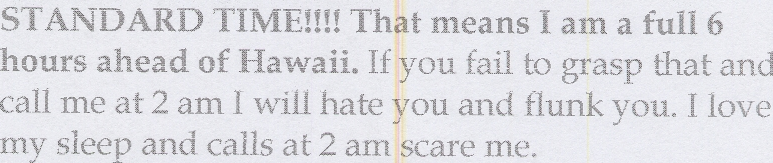 STANDARD TIME!!!! That means I am a full 6
hours ahead of Hawaii. If you fail to grasp that and
call me at 2 am I will hate you and flunk you. I love
my sleep and calls at 2 am scare me.